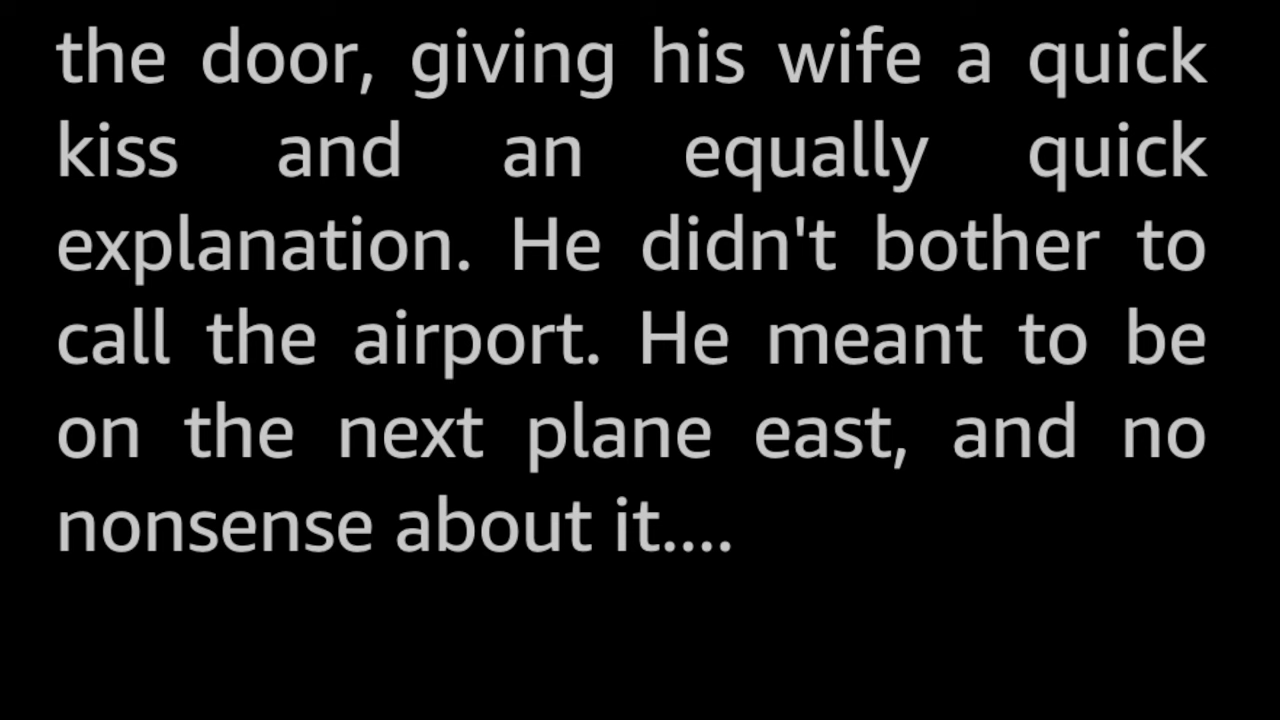 the door, giving his wife a quick
kiss and an equally quick
explanation. He didn't bother to
call the airport. He meant to be
on the next plane east, and no
nonsense about it....